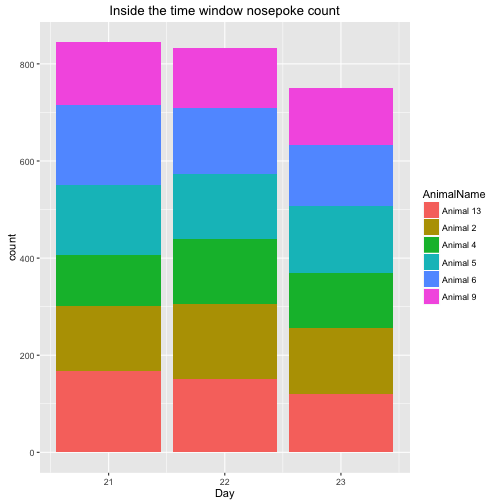 Inside the time window nosepoke count
count
800
600
400
200
0
21 22 23
Day
AnimalName
Animal 13
Animal 2
Animal 4
Animal 5
Animal 6
Animal 9